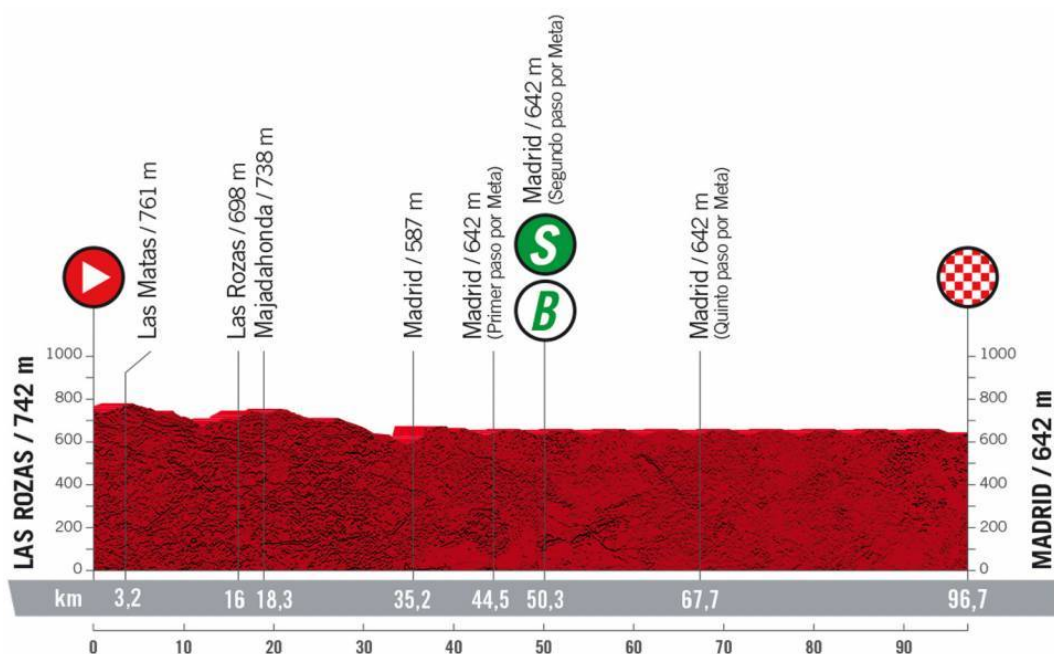 Las Matas / 761 m
Las Rozas / 698 m
Majadahonda / 738 m
Madrid / 587 m
Madrid / 642 m
(Primer paso por Meta)
Madrid / 642 m
(Segundo paso por Meta)
S
B
Madrid / 642 m
(Quinto paso por Meta)
LAS ROZAS / 742 m
1000
800
600
400
200
0
1000
800
600
400
200
0
MADRID / 642 m
km 3,2 16 18,3 35,2 44,5 50,3 67,7 96,7
0 10 20 30 40 50 60 70 80 90